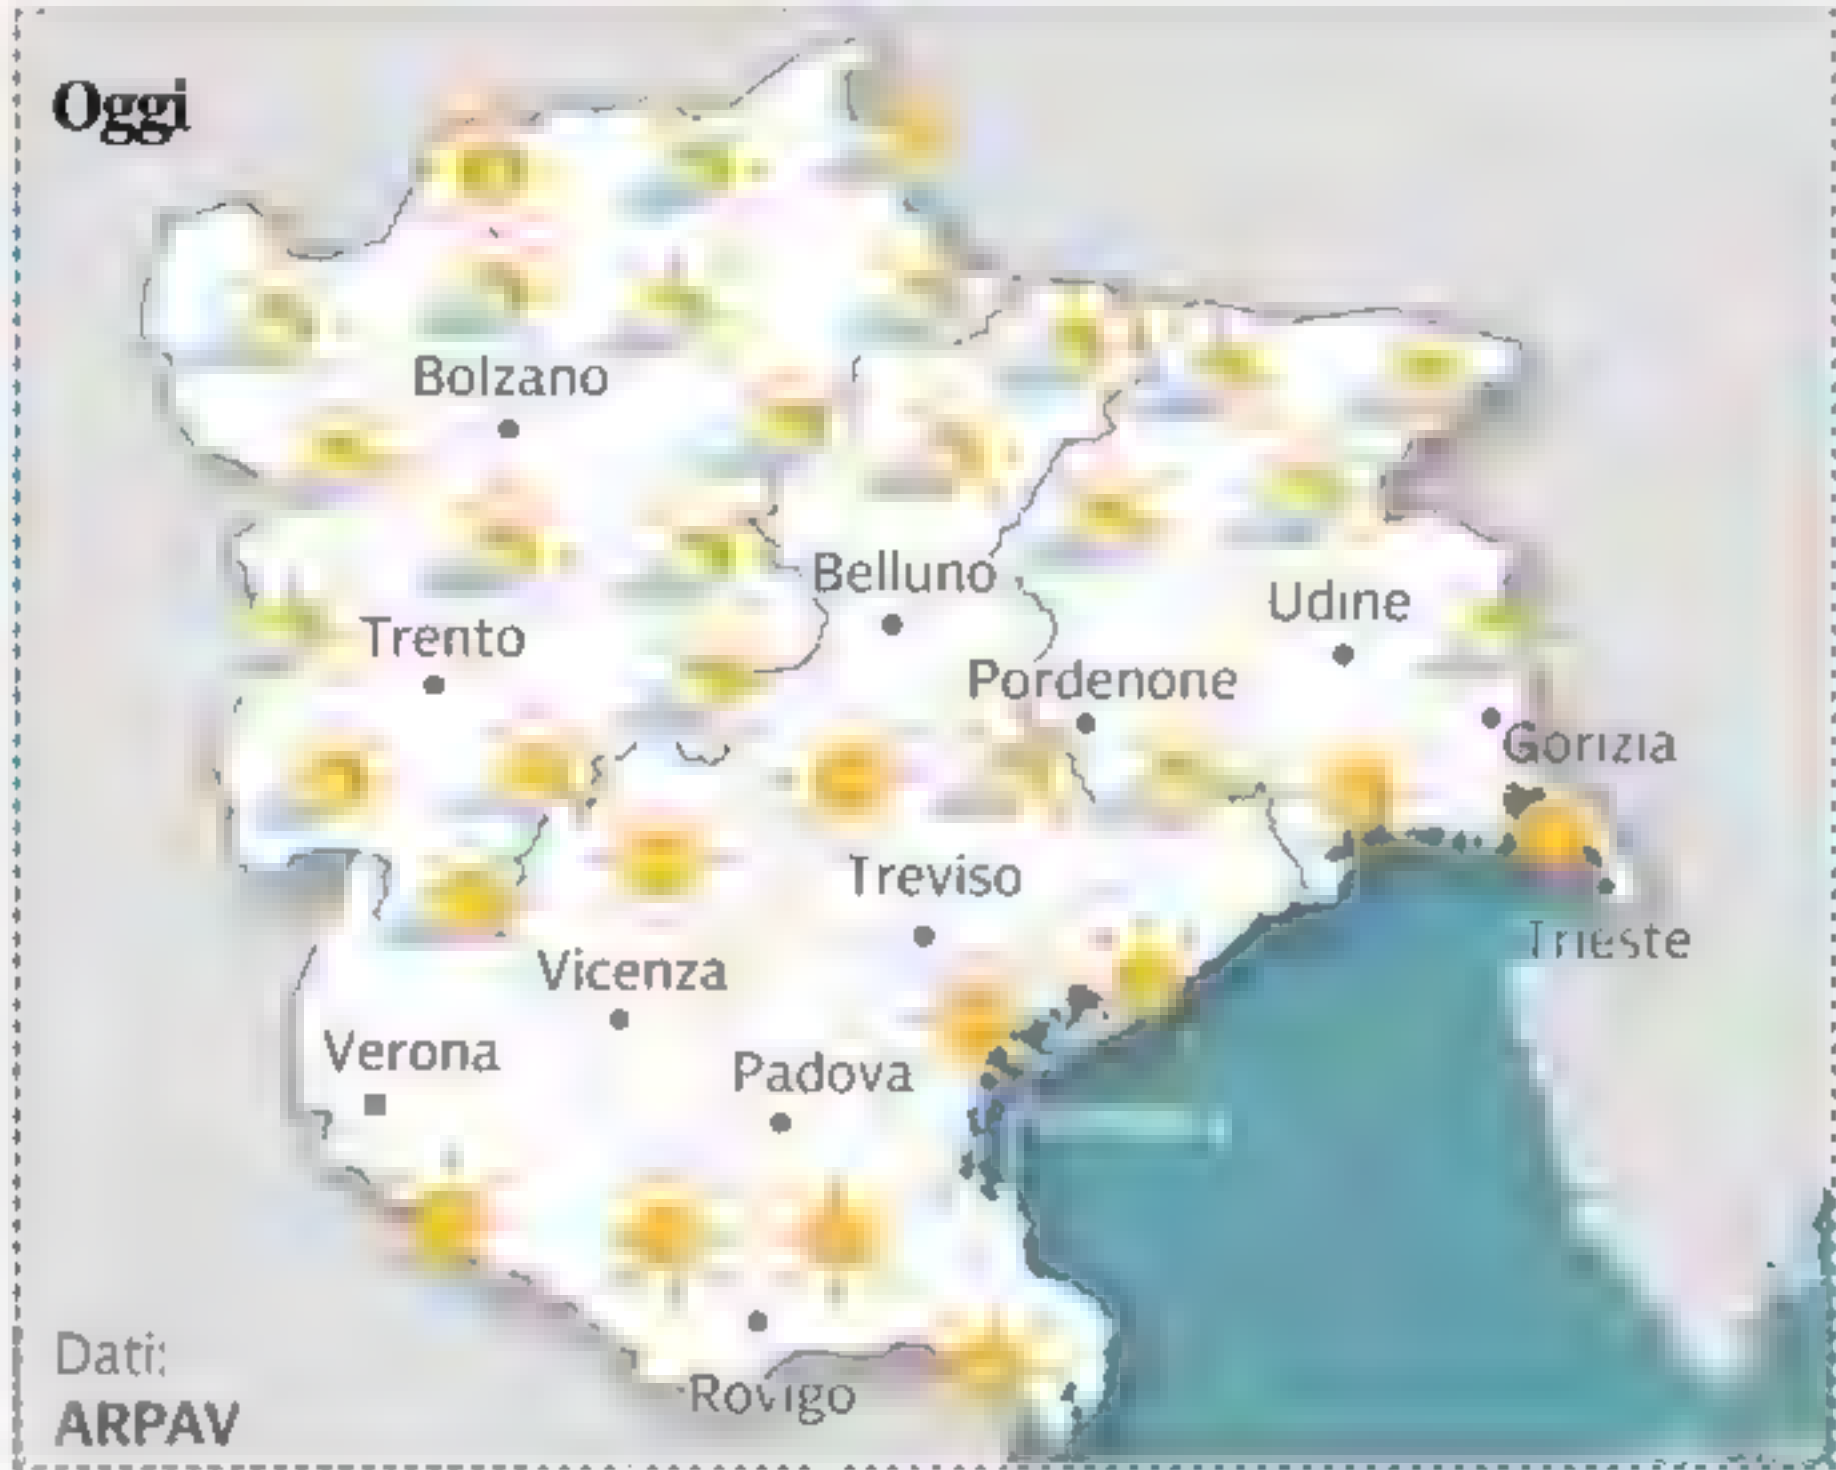 Oggi
Bolzano
Belluno
Udine
Trento
Pordenone
Gorizia
Treviso
Trieste
Vicenza
Verona
Padova
Dati:
Rovigo
ARPAV